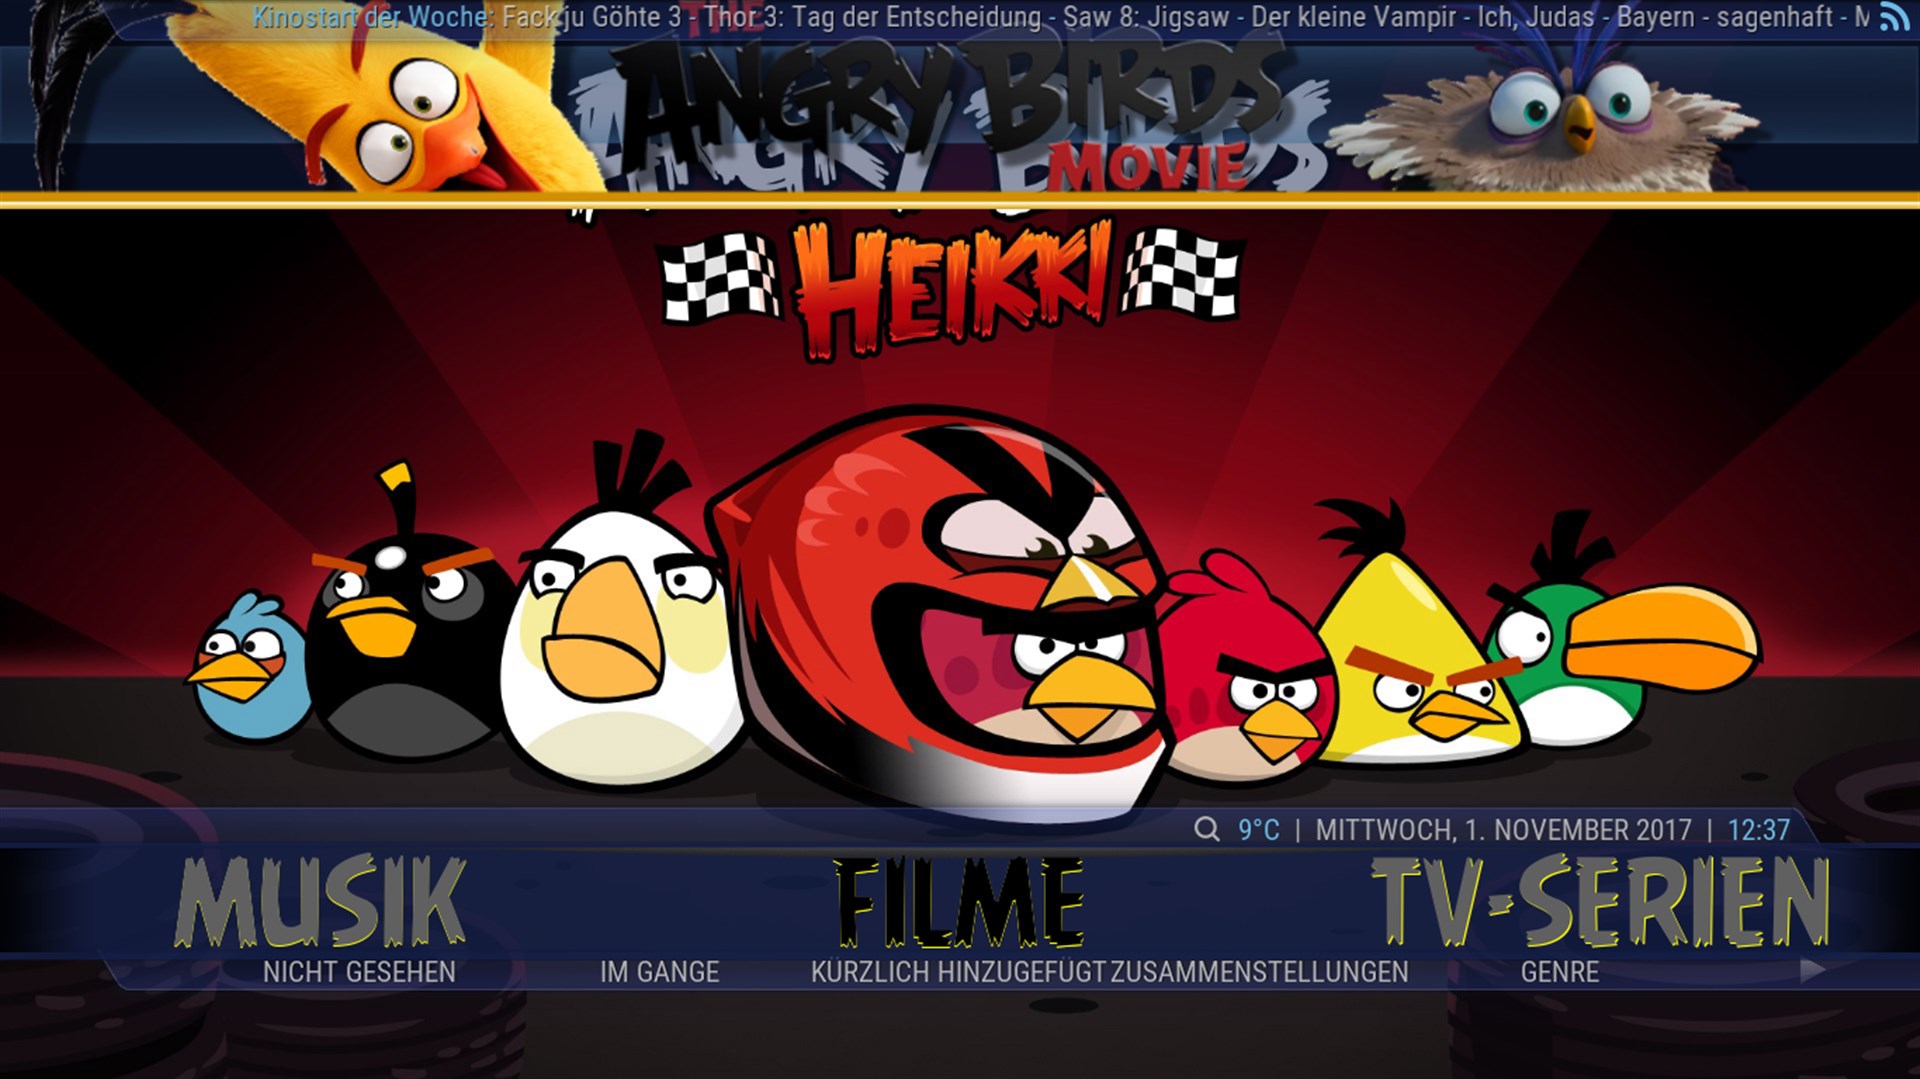 Kinostart der Woche: Fack ju Göhte 3 - Thor 3: Tag der Entscheidung - Saw 8: Jigsaw - Der kleine Vampir - Ich, Judas - Bayern - sagenhaft -
THE
ANGRY BIRDS
MOVIE
HEIKKI
9°C | MITTWOCH, 1. NOVEMBER 2017 | 12:37
MUSIK FILME TV-SERIEN
NICHT GESEHEN IM GANGE KÜRZLICH HINZUGEFÜGT ZUSAMMENSTELLUNGEN GENRE